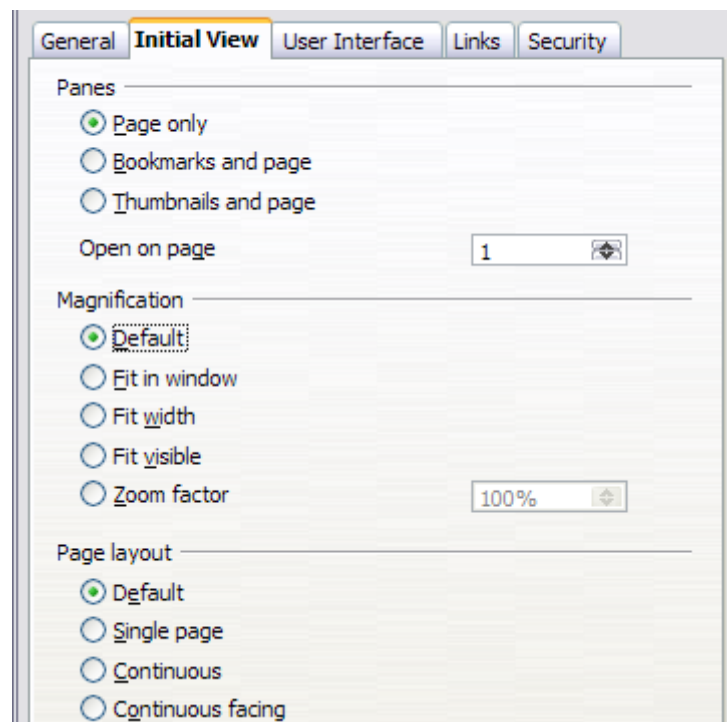 General Initial View User Interface Links Security
Panes
Page only
Bookmarks and page
Thumbnails and page
Open on page 1
Magnification
Default
Fit in window
Fit width
Fit visible
Zoom factor 100%
Page layout
Default
Single page
Continuous
Continuous facing